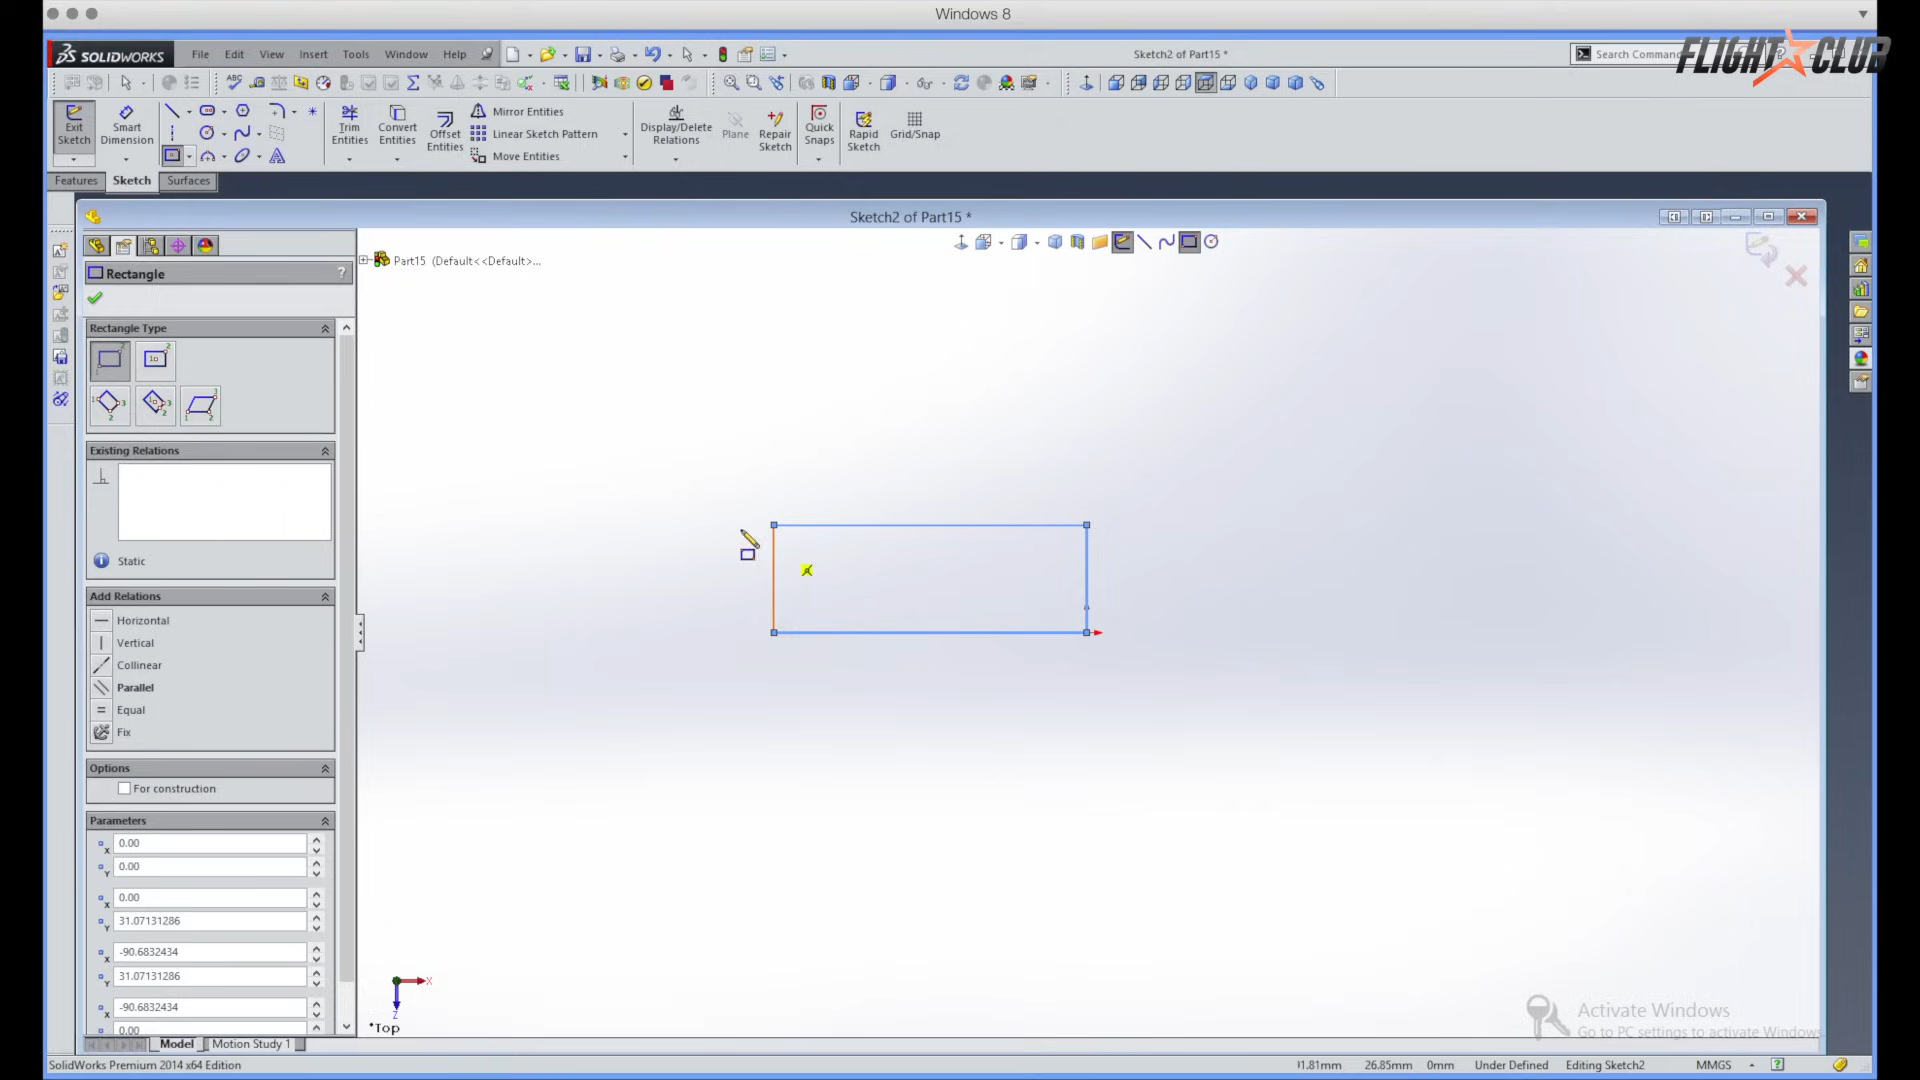 Windows 8
SOLIDWORKS File Edit View Insert Tools Window Help Sketch2 of Part15 *
FLIGHT CLUB
Exit Sketch
Smart Dimension
Trim Entities
Convert Entities
Offset Entities
Mirror Entities
Linear Sketch Pattern
Move Entities
Display/Delete Relations
Plane
Repair Sketch
Quick Snaps
Rapid Sketch
Grid/Snap
Features Sketch Surfaces
Sketch2 of Part15 *
Part15 (Default<<Default>...
Rectangle ?
Rectangle Type
Existing Relations
Static
Add Relations
Horizontal
Vertical
Collinear
Parallel
Equal
Fix
Options
For construction
Parameters
0.00
0.00
0.00
31.07131286
-90.6832434
31.07131286
-90.6832434
0.00
X
Z
*Top
Activate Windows
Go to PC settings to activate Windows
Model Motion Study 1
SolidWorks Premium 2014 x64 Edition 26.85mm 0mm Under Defined Editing Sketch2 MMGS